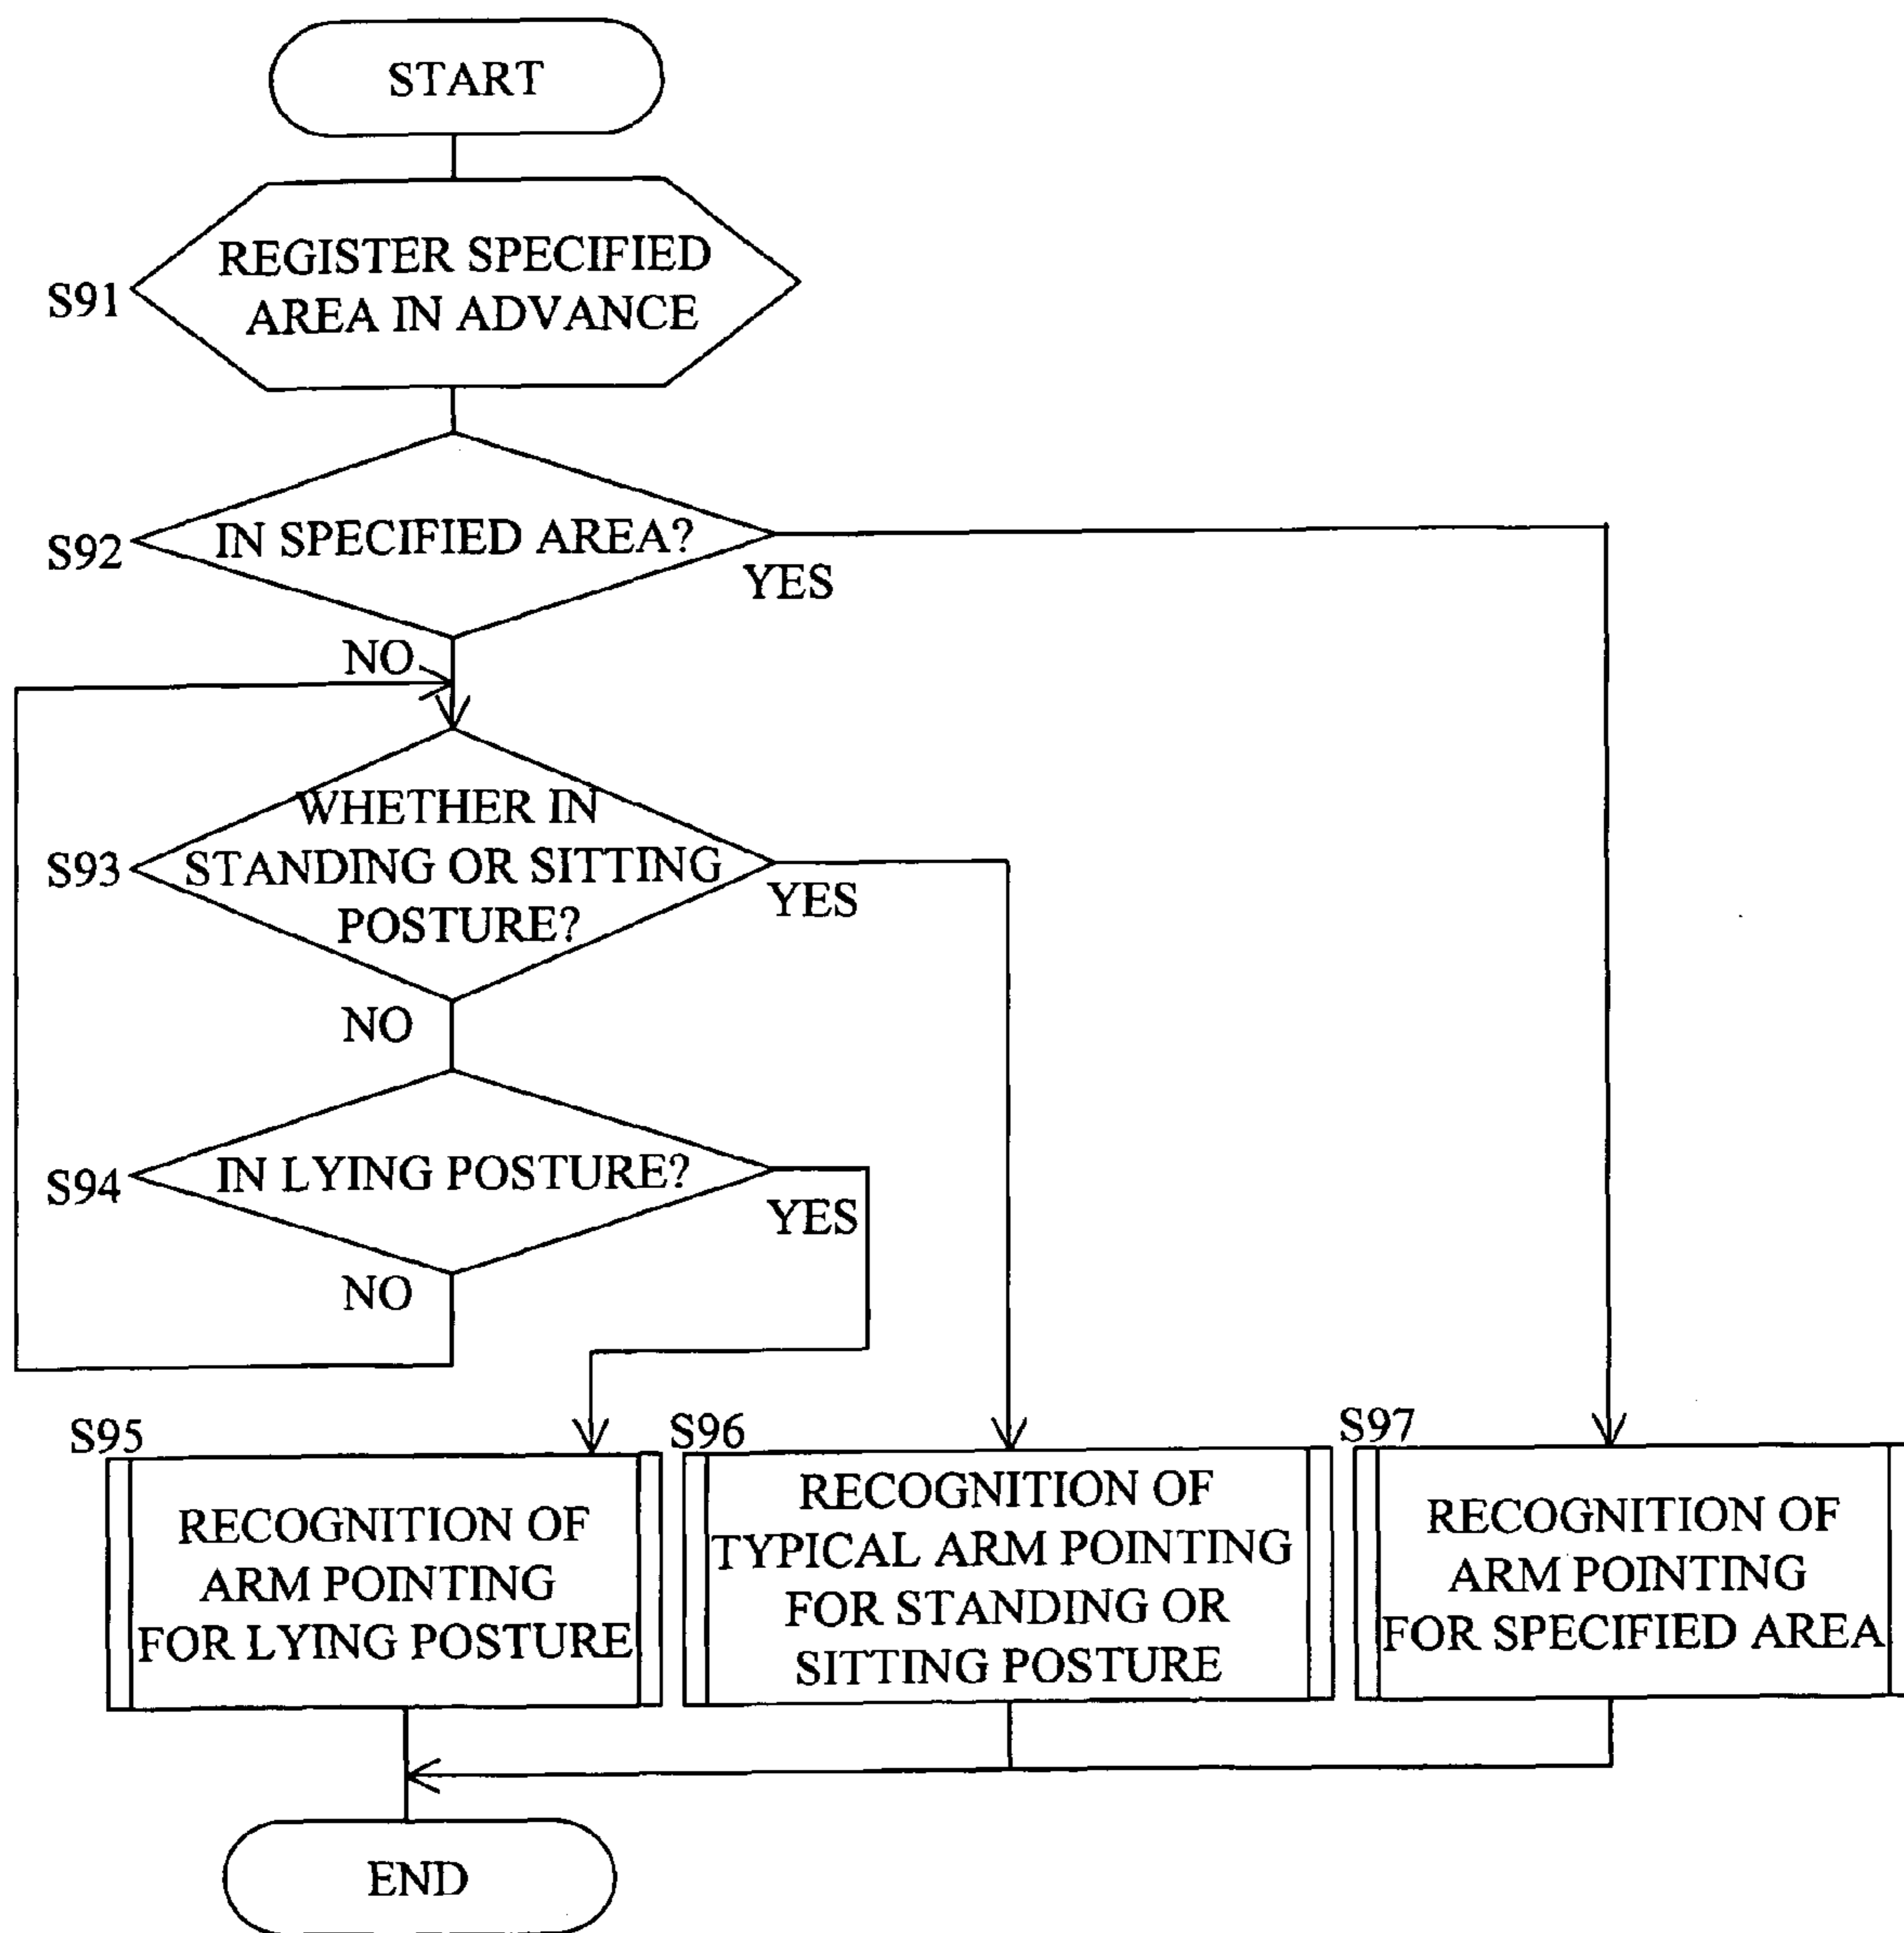 START
S91
REGISTER SPECIFIED
AREA IN ADVANCE
S92
IN SPECIFIED AREA?
YES
NO
S93
WHETHER IN
STANDING OR SITTING
POSTURE?
YES
NO
S94
IN LYING POSTURE?
YES
NO
S95
RECOGNITION OF
ARM POINTING
FOR LYING POSTURE
S96
RECOGNITION OF
TYPICAL ARM POINTING
FOR STANDING OR
SITTING POSTURE
S97
RECOGNITION OF
ARM POINTING
FOR SPECIFIED AREA
END